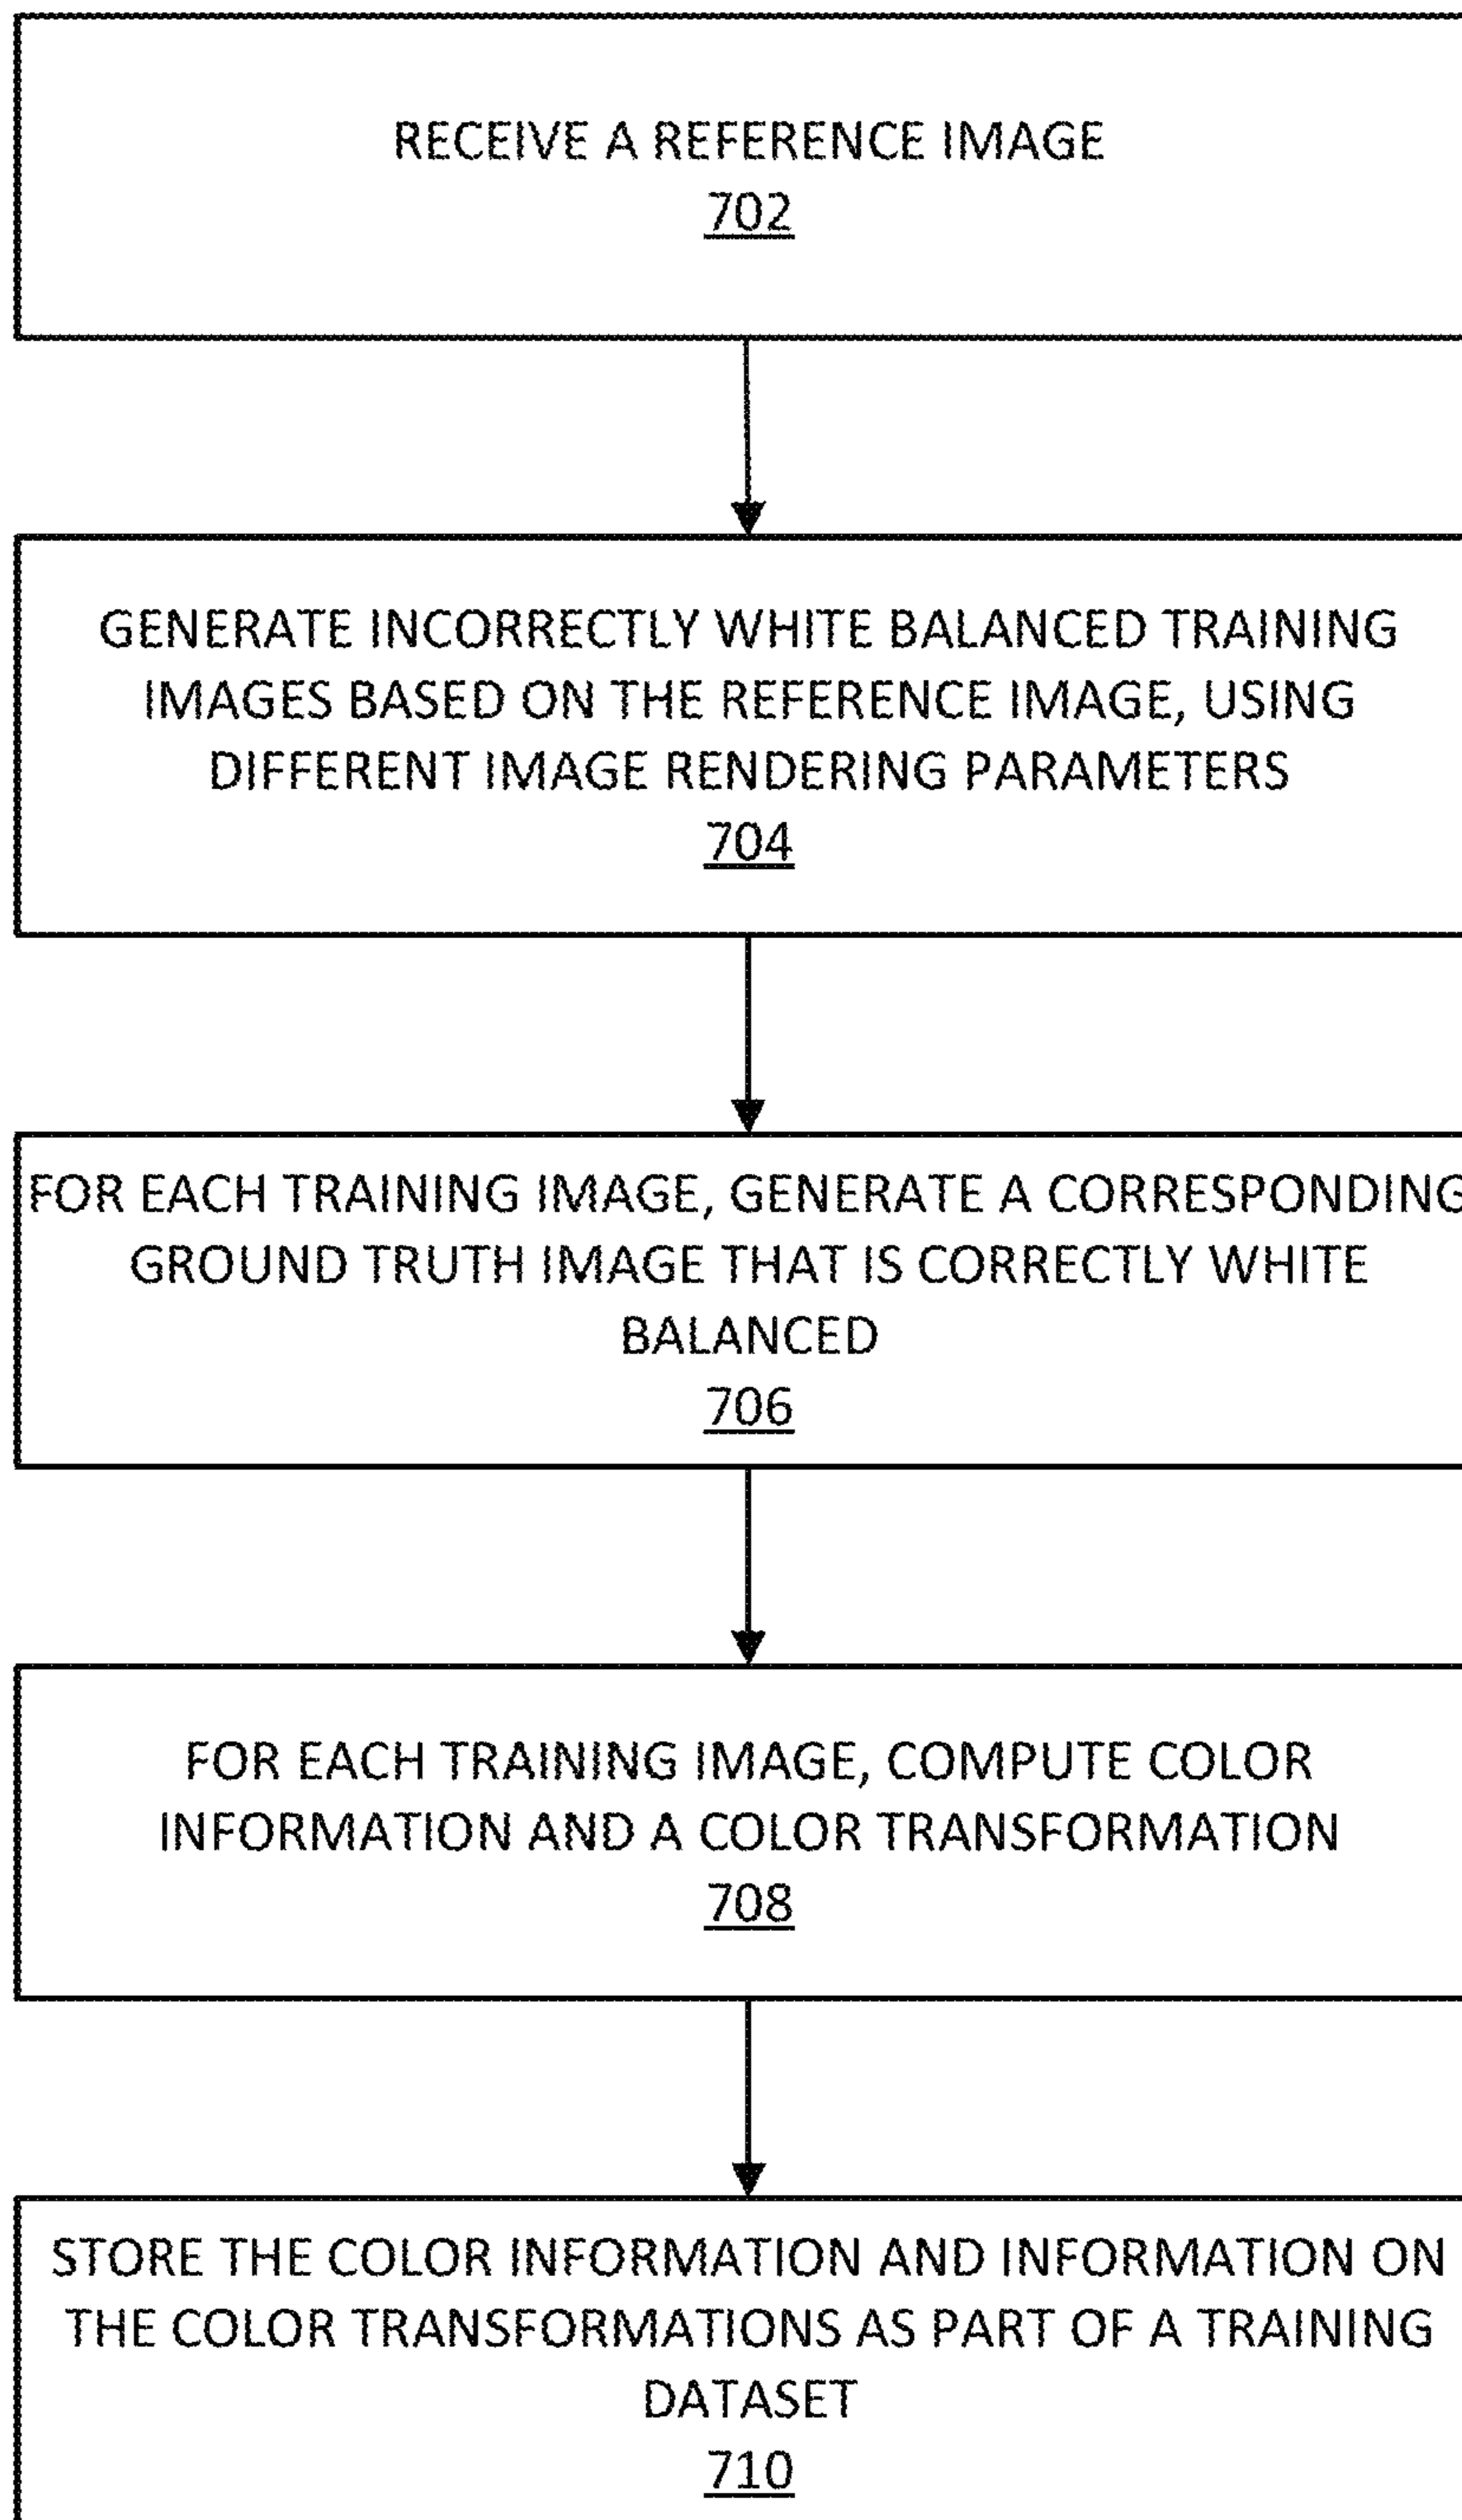 RECEIVE A REFERENCE IMAGE
702
GENERATE INCORRECTLY WHITE BALANCED TRAINING
IMAGES BASED ON THE REFERENCE IMAGE, USING
DIFFERENT IMAGE RENDERING PARAMETERS
704
FOR EACH TRAINING IMAGE, GENERATE A CORRESPONDING
GROUND TRUTH IMAGE THAT IS CORRECTLY WHITE
BALANCED
706
FOR EACH TRAINING IMAGE, COMPUTE COLOR
INFORMATION AND A COLOR TRANSFORMATION
708
STORE THE COLOR INFORMATION AND INFORMATION ON
THE COLOR TRANSFORMATIONS AS PART OF A TRAINING
DATASET
710